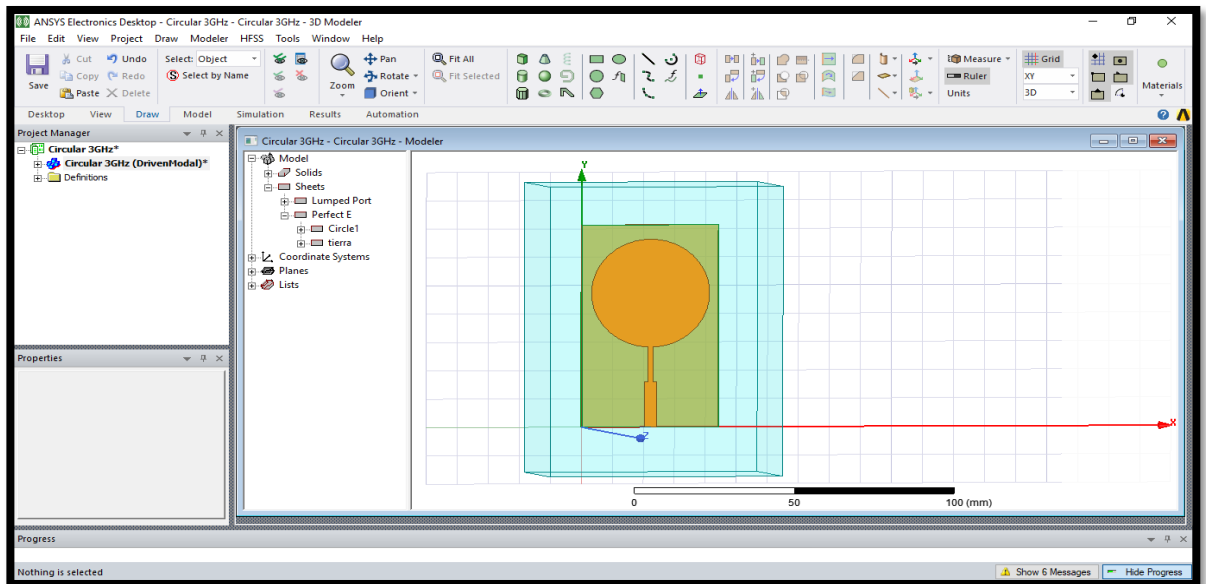 ANSYS Electronics Desktop - Circular 3GHz - Circular 3GHz - 3D Modeler
File Edit View Project Draw Modeler HFSS Tools Window Help
Save
Cut Undo
Copy Redo
Paste Delete
Select: Object
Select by Name
Zoom
Pan
Rotate
Orient
Fit All
Fit Selected
Measure
Ruler
Units
Grid
XY
3D
Materials
Desktop View Draw Model Simulation Results Automation
Project Manager
Circular 3GHz*
Circular 3GHz (DrivenModal)*
Definitions
Properties
Circular 3GHz - Circular 3GHz - Modeler
Model
Solids
Sheets
Lumped Port
Perfect E
Circle1
tierra
Coordinate Systems
Planes
Lists
Y
X
Z
0 50 100 (mm)
Progress
Nothing is selected
Show 6 Messages Hide Progress